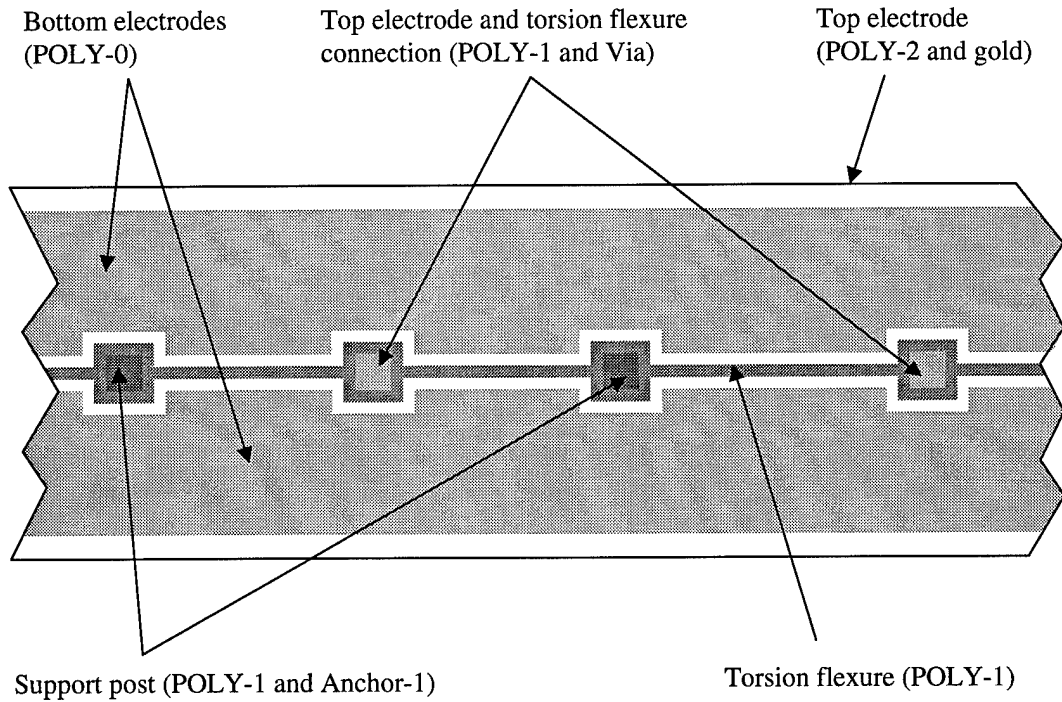 Bottom electrodes
(POLY-0)
Top electrode and torsion flexure
connection (POLY-1 and Via)
Top electrode
(POLY-2 and gold)
Support post (POLY-1 and Anchor-1)
Torsion flexure (POLY-1)